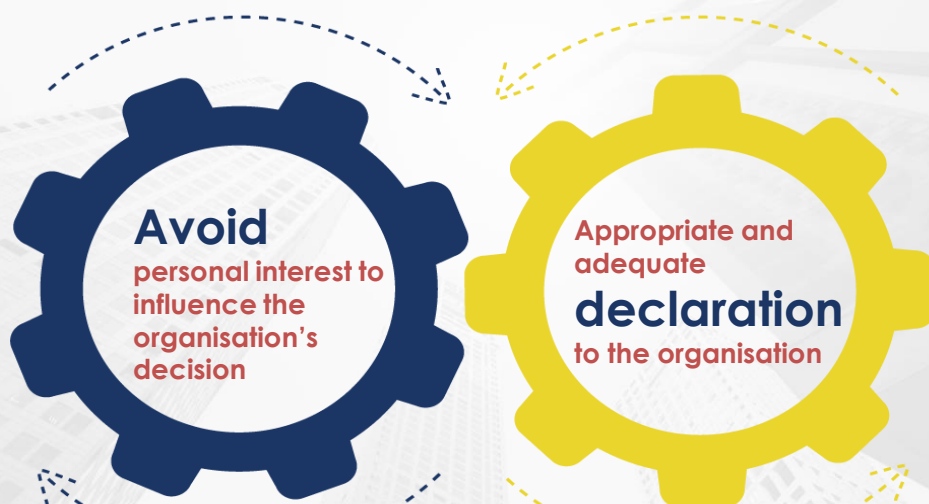 Avoid
personal interest to
influence the
organisation’s
decision
Appropriate and
adequate
declaration
to the organisation